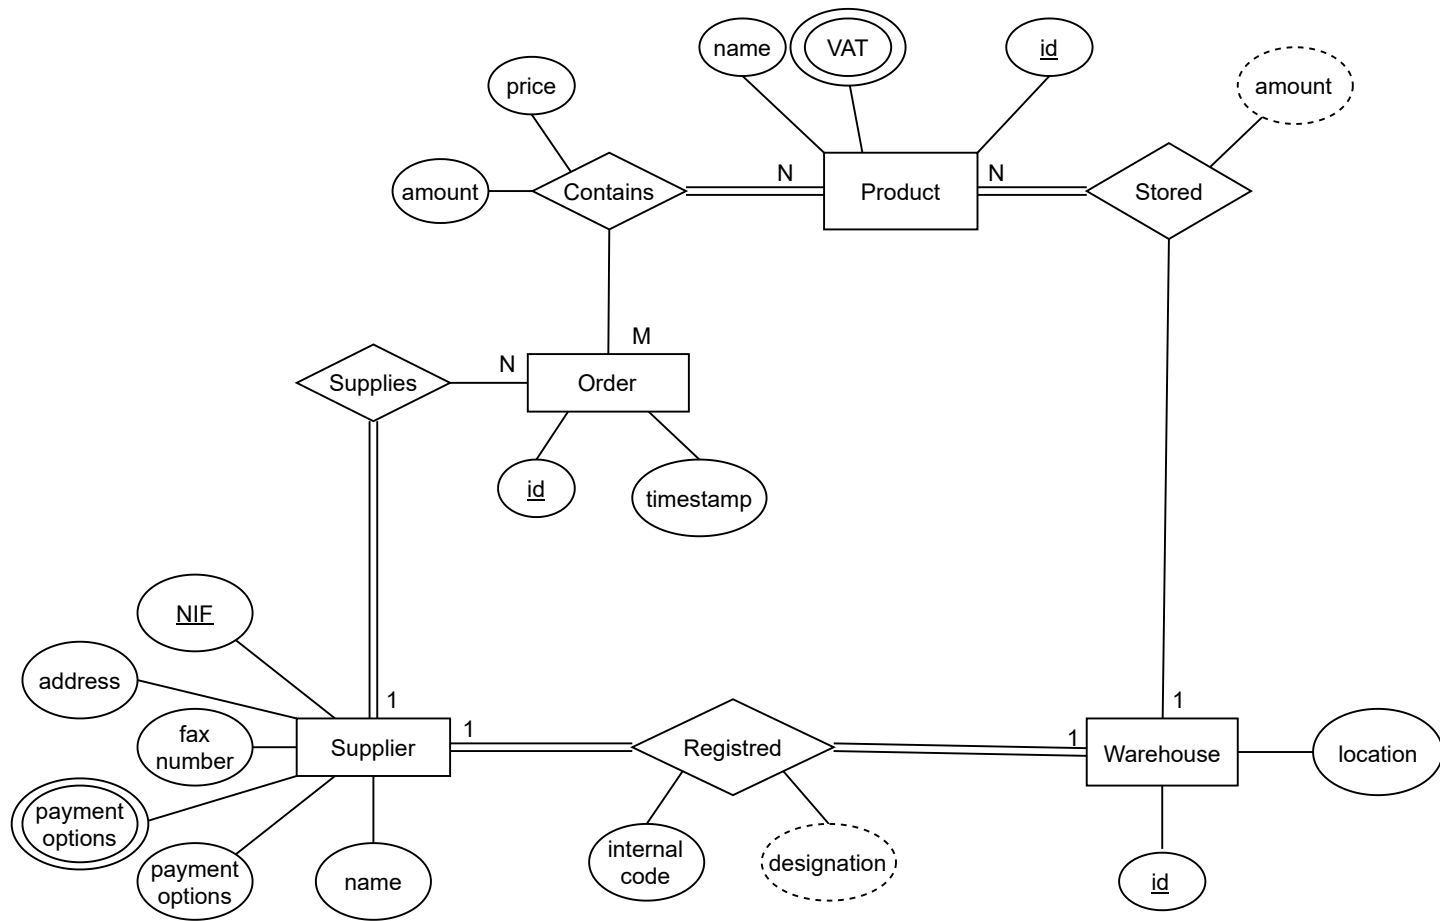 name
VAT
id
price
amount
amount
Contains
N
Product
N
Stored
M
Supplies
N
Order
id
timestamp
NIF
address
1
1
fax
number
Supplier
1
Registred
1
Warehouse
location
payment
options
payment
options
name
internal
code
designation
id